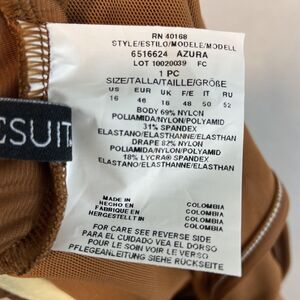 RN 40168
STYLE/ESTILO/MODELE/MODELL
6516624 AZURA
LOT 10020039 FC
1 PC
SIZE/TALLA/TAILLE/GRÖßE
US EUR UK F/E IT RU
16 46 18 48 50 52
BODY 69% NYLON
POLIAMIDA/NYLON/POLYAMID
31% SPANDEX
ELASTANO/ELASTHANNE/ELASTHAN
DRAPE 82% NYLON
POLIAMIDA/NYLON/POLYAMID
18% LYCRA® SPANDEX
ELASTANO/ELASTHANNE/ELASTHAN
MADE IN COLOMBIA
HECHO EN COLOMBIA
FABRIQUE EN COLOMBIE
HERGESTELLT IN COLOMBIA
FOR CARE SEE REVERSE SIDE
PARA EL CUIDADO VEA EL DORSO
POUR LE SOIN VOIR LE VERSO
PFLEGEANLEITUNG SIEHE RÜCKSEITE
CSUIT